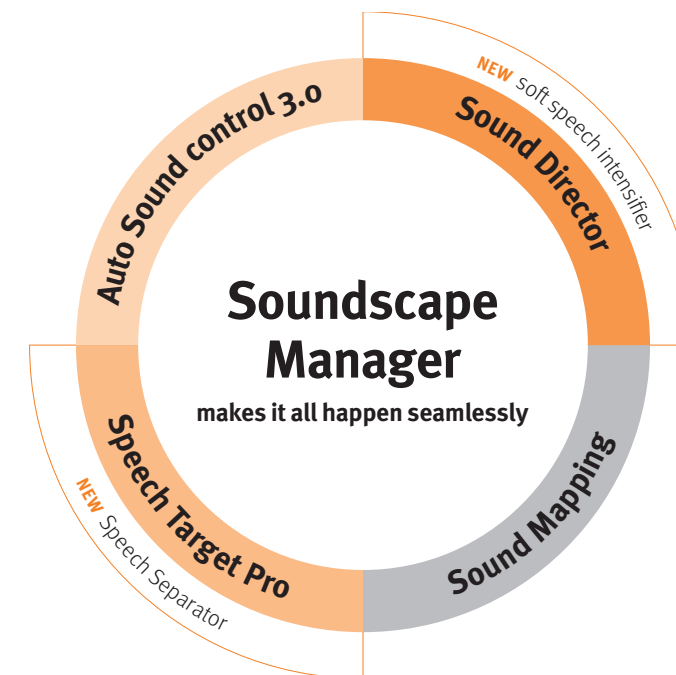 Auto Sound control 3.0
NEW soft speech intensifier
Sound Director
Soundscape
Manager
makes it all happen seamlessly
Speech Target Pro
NEW Speech Separator
Sound Mapping